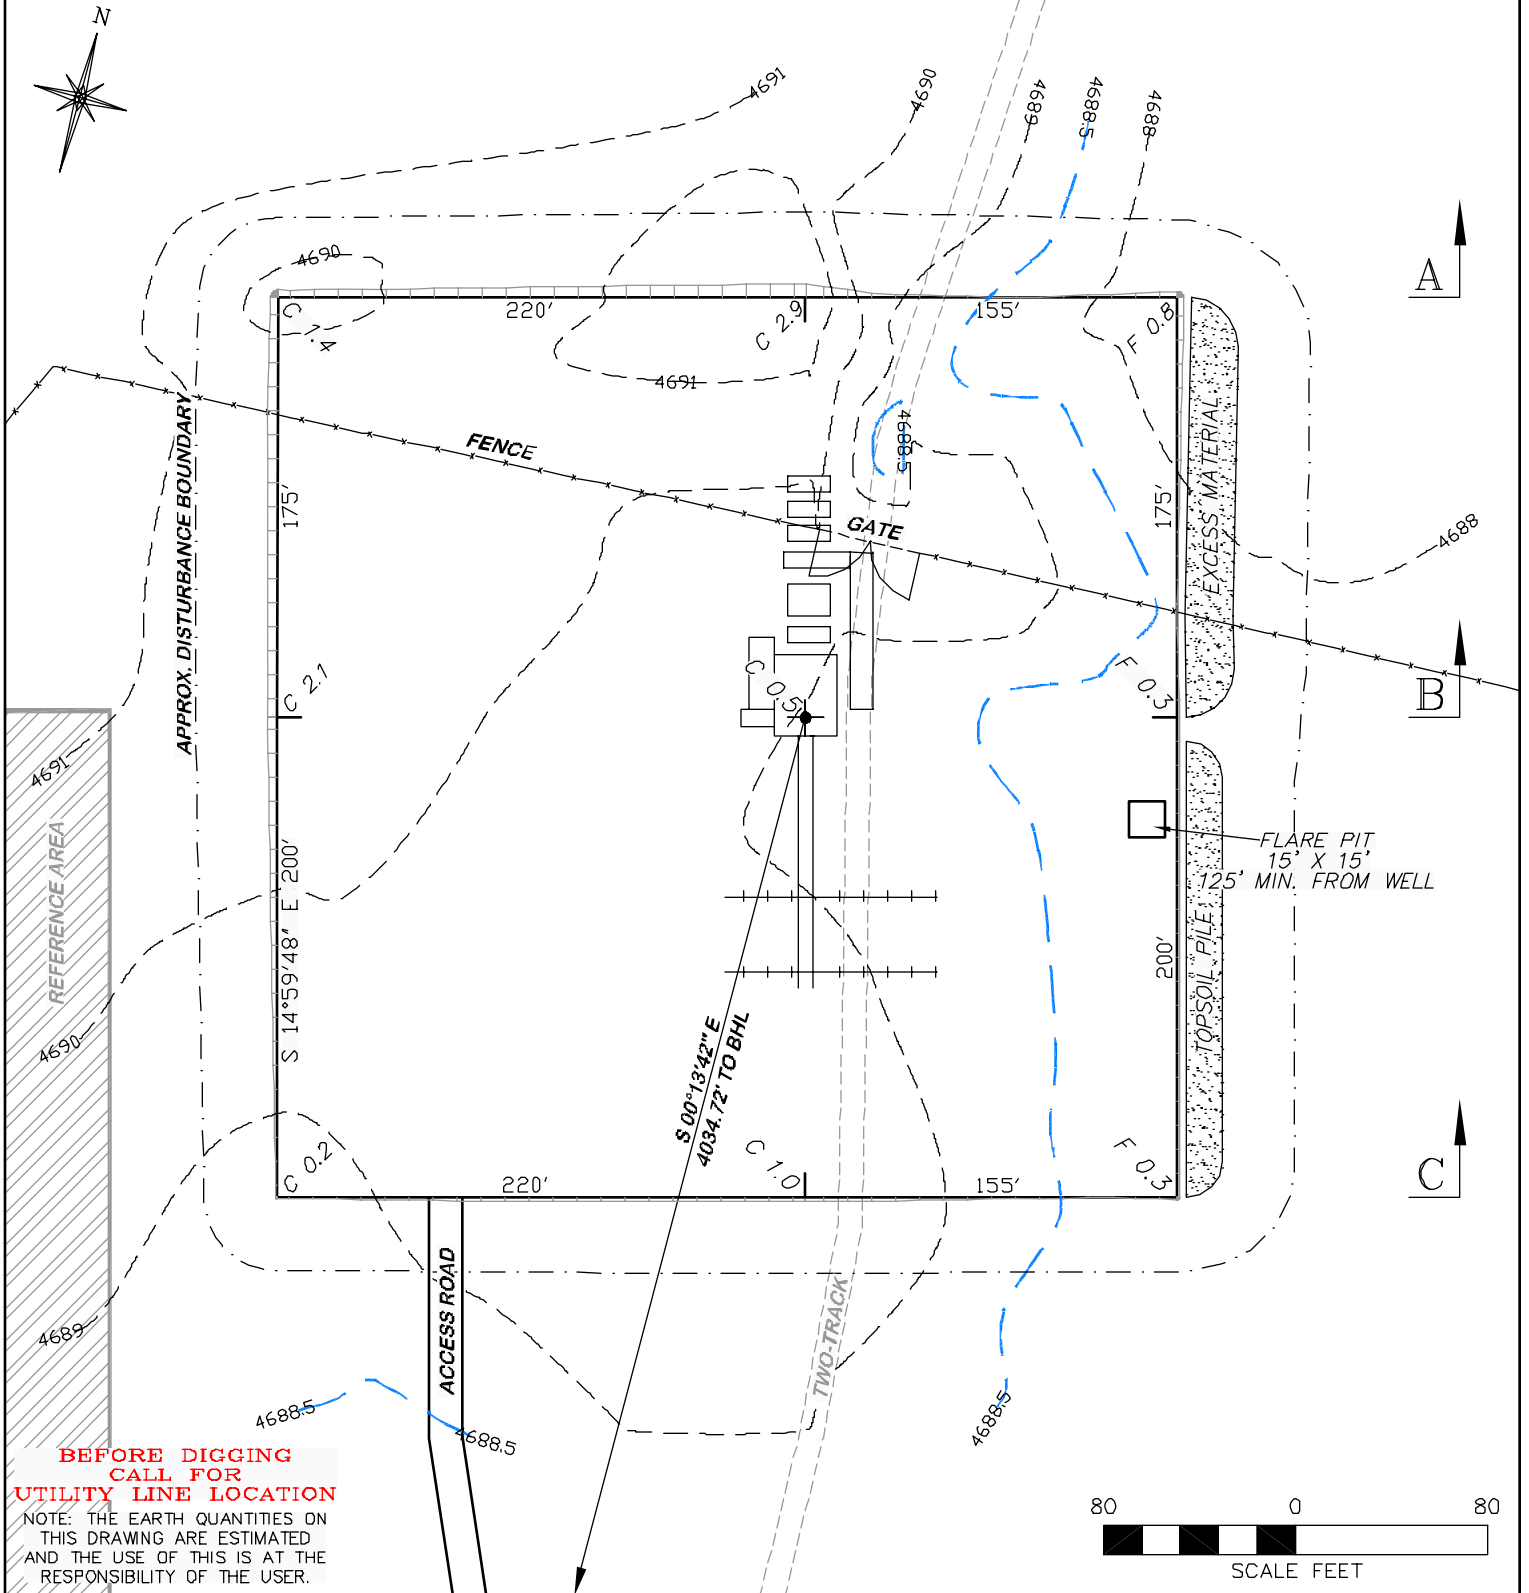 N
4691
4690
4689
4688.5
4688
4690
A
220'
C 2.9
155'
F 0.8
4691
4688.5
FENCE
GATE
175'
175'
EXCESS MATERIAL
4688
APPROX. DISTURBANCE BOUNDARY
C 2.1
C 0.5
F 0.3
B
4691
REFERENCE AREA
FLARE PIT
15' X 15'
125' MIN. FROM WELL
S 14°59'48" E 200'
200'
TOPSOIL PILE
4690
S 00°13'42" E
4034.72' TO BHL
C 0.2
C 1.0
F 0.3
C
220'
155'
4689
ACCESS ROAD
TWO-TRACK
4688.5
4688.5
4688.5
BEFORE DIGGING
CALL FOR
UTILITY LINE LOCATION
NOTE: THE EARTH QUANTITIES ON
THIS DRAWING ARE ESTIMATED
AND THE USE OF THIS IS AT THE
RESPONSIBILITY OF THE USER.
80 0 80
SCALE FEET